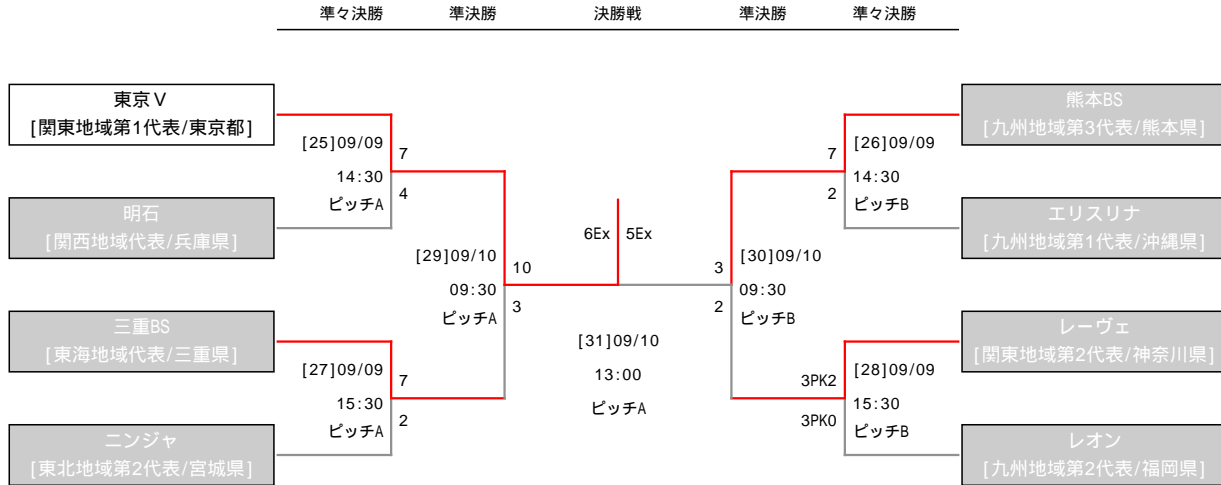 準々決勝 準決勝 決勝戦 準決勝 準々決勝
東京V
[関東地域第1代表/東京都]
[25]09/09
14:30
ピッチA
7
4
明石
[関西地域代表/兵庫県]
[29]09/10
09:30
ピッチA
10
3
三重BS
[東海地域代表/三重県]
[27]09/09
15:30
ピッチA
7
2
ニンジャ
[東北地域第2代表/宮城県]
6Ex 5Ex
[31]09/10
13:00
ピッチA
熊本BS
[九州地域第3代表/熊本県]
7
2
[26]09/09
14:30
ピッチB
エリスリナ
[九州地域第1代表/沖縄県]
3
2
[30]09/10
09:30
ピッチB
レーヴェ
[関東地域第2代表/神奈川県]
3PK2
3PK0
[28]09/09
15:30
ピッチB
レオン
[九州地域第2代表/福岡県]